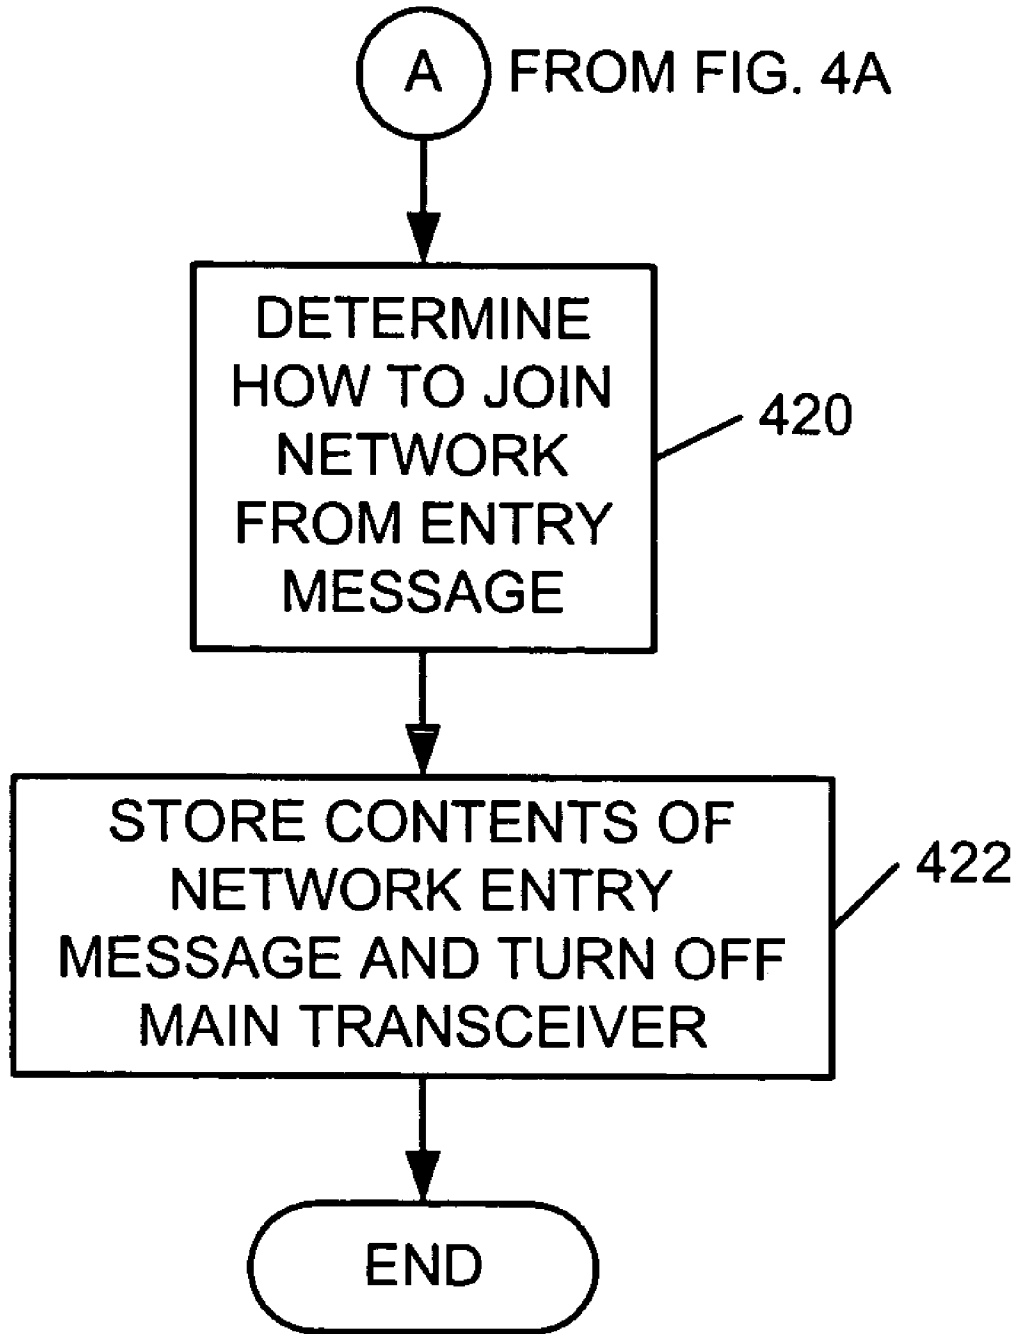 A FROM FIG. 4A
DETERMINE
HOW TO JOIN
NETWORK
FROM ENTRY
MESSAGE
420
STORE CONTENTS OF
NETWORK ENTRY
MESSAGE AND TURN OFF
MAIN TRANSCEIVER
422
END